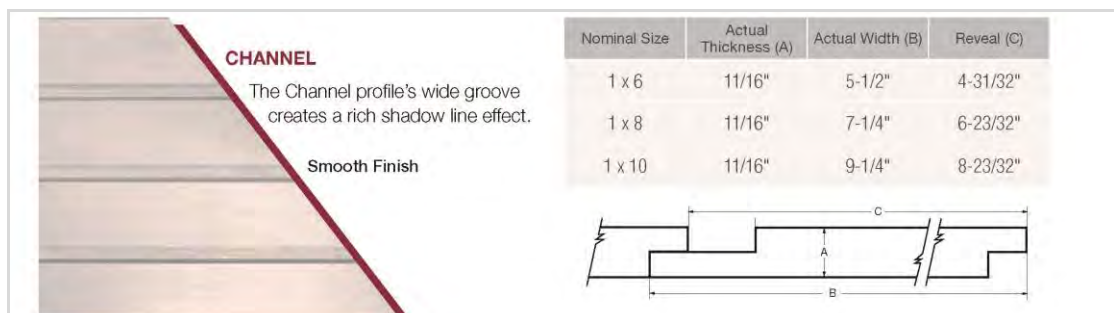 CHANNEL
The Channel profile's wide groove
creates a rich shadow line effect.
Smooth Finish
Nominal Size Actual Thickness (A) Actual Width (B) Reveal (C)
1 x 6 11/16" 5-1/2" 4-31/32"
1 x 8 11/16" 7-1/4" 6-23/32"
1 x 10 11/16" 9-1/4" 8-23/32"
C
A
B